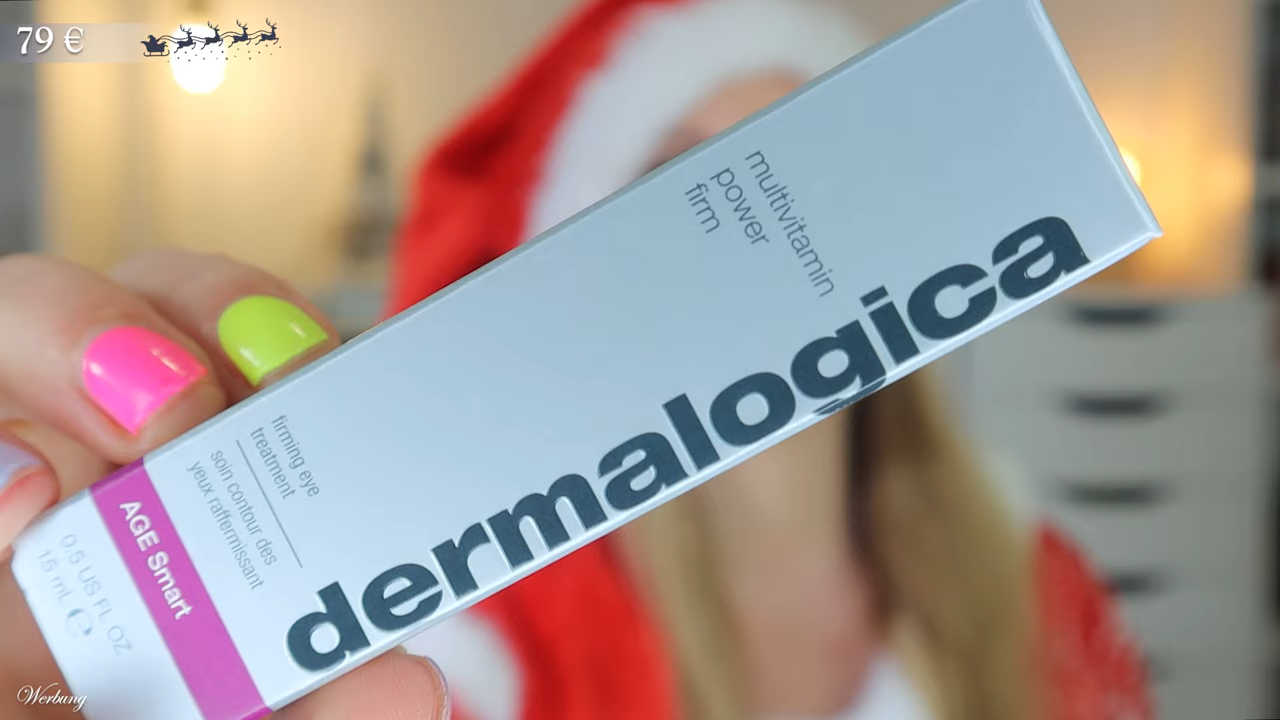 79 €
multivitamin
power
firm
dermalogica
firming eye
treatment
soin contour des
yeux raffermissant
AGE Smart
0.5 US FL OZ.
15 mL e
Werbung